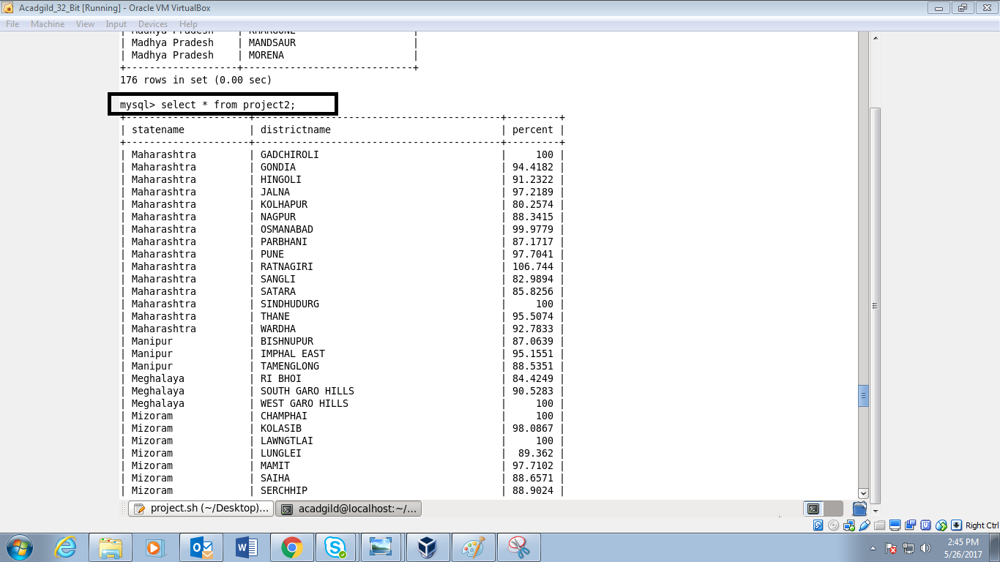 Acadgild_32_Bit [Running] - Oracle VM VirtualBox
File Machine View Input Devices Help
| Madhya Pradesh | KHARGONE |
| Madhya Pradesh | MANDSAUR |
| Madhya Pradesh | MORENA |
+-------------------+-----------------------------+
176 rows in set (0.00 sec)
mysql> select * from project2;
+---------------------+------------------------------------------+---------+
| statename | districtname | percent |
+---------------------+------------------------------------------+---------+
| Maharashtra | GADCHIROLI | 100 |
| Maharashtra | GONDIA | 94.4182 |
| Maharashtra | HINGOLI | 91.2322 |
| Maharashtra | JALNA | 97.2189 |
| Maharashtra | KOLHAPUR | 80.2574 |
| Maharashtra | NAGPUR | 88.3415 |
| Maharashtra | OSMANABAD | 99.9779 |
| Maharashtra | PARBHANI | 87.1717 |
| Maharashtra | PUNE | 97.7041 |
| Maharashtra | RATNAGIRI | 106.744 |
| Maharashtra | SANGLI | 82.9894 |
| Maharashtra | SATARA | 85.8256 |
| Maharashtra | SINDHUDURG | 100 |
| Maharashtra | THANE | 95.5074 |
| Maharashtra | WARDHA | 92.7833 |
| Manipur | BISHNUPUR | 87.0639 |
| Manipur | IMPHAL EAST | 95.1551 |
| Manipur | TAMENGLONG | 88.5351 |
| Meghalaya | RI BHOI | 84.4249 |
| Meghalaya | SOUTH GARO HILLS | 90.5283 |
| Meghalaya | WEST GARO HILLS | 100 |
| Mizoram | CHAMPHAI | 100 |
| Mizoram | KOLASIB | 98.0867 |
| Mizoram | LAWNGTLAI | 100 |
| Mizoram | LUNGLEI | 89.362 |
| Mizoram | MAMIT | 97.7102 |
| Mizoram | SAIHA | 88.6571 |
| Mizoram | SERCHHIP | 88.9024 |
project.sh (~/Desktop)... acadgild@localhost:~/...
Right Ctrl
2:45 PM
5/26/2017